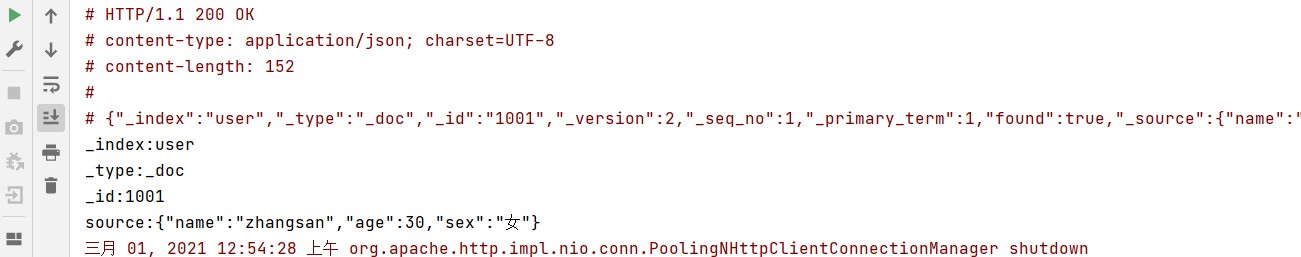 # HTTP/1.1 200 OK
# content-type: application/json; charset=UTF-8
# content-length: 152
#
# {"_index":"user","_type":"_doc","_id":"1001","_version":2,"_seq_no":1,"_primary_term":1,"found":true,"_source":{"name":"
_index:user
_type:_doc
_id:1001
source:{"name":"zhangsan","age":30,"sex":"女"}
三月 01, 2021 12:54:28 上午 org.apache.http.impl.nio.conn.PoolingNHttpClientConnectionManager shutdown